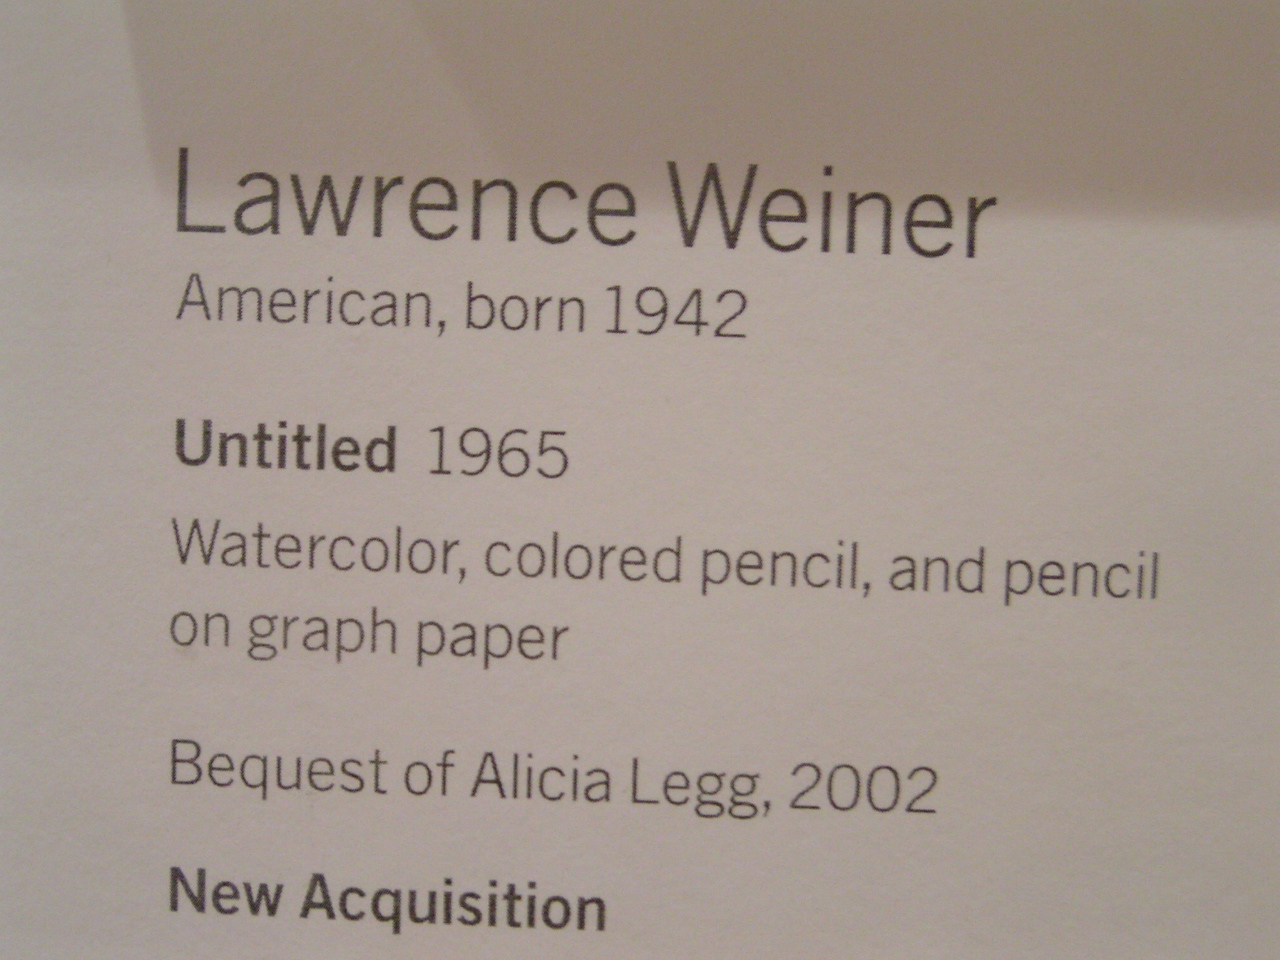 Lawrence Weiner
American, born 1942
Untitled 1965
Watercolor, colored pencil, and pencil
on graph paper
Bequest of Alicia Legg, 2002
New Acquisition